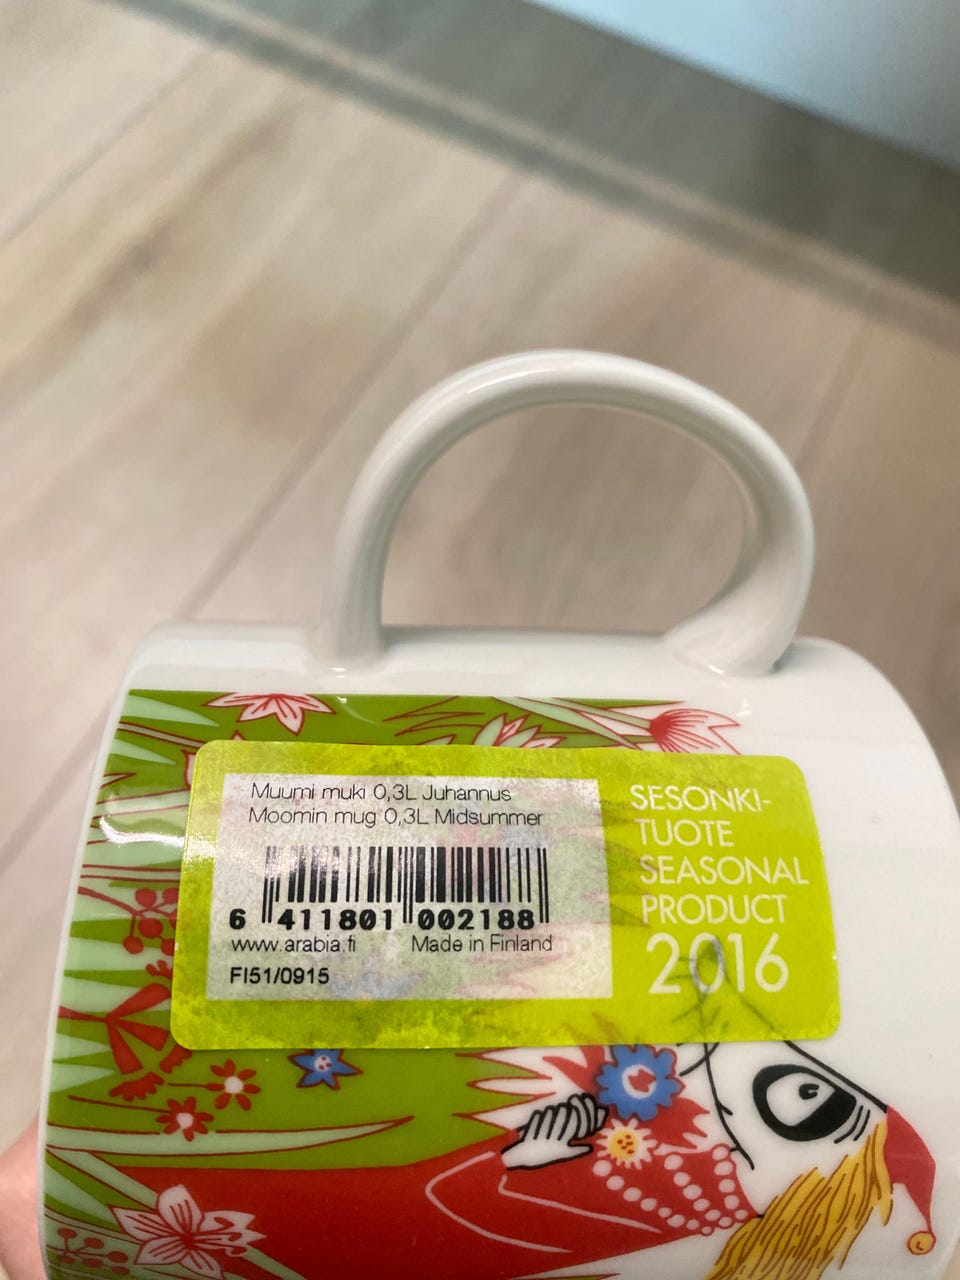 Muumi muki 0,3L Juhannus
Moomin mug 0,3L Midsummer
6 411801 002188
www.arabia.fi Made in Finland
FI51/0915
SESONKI-
TUOTE
SEASONAL
PRODUCT
2016